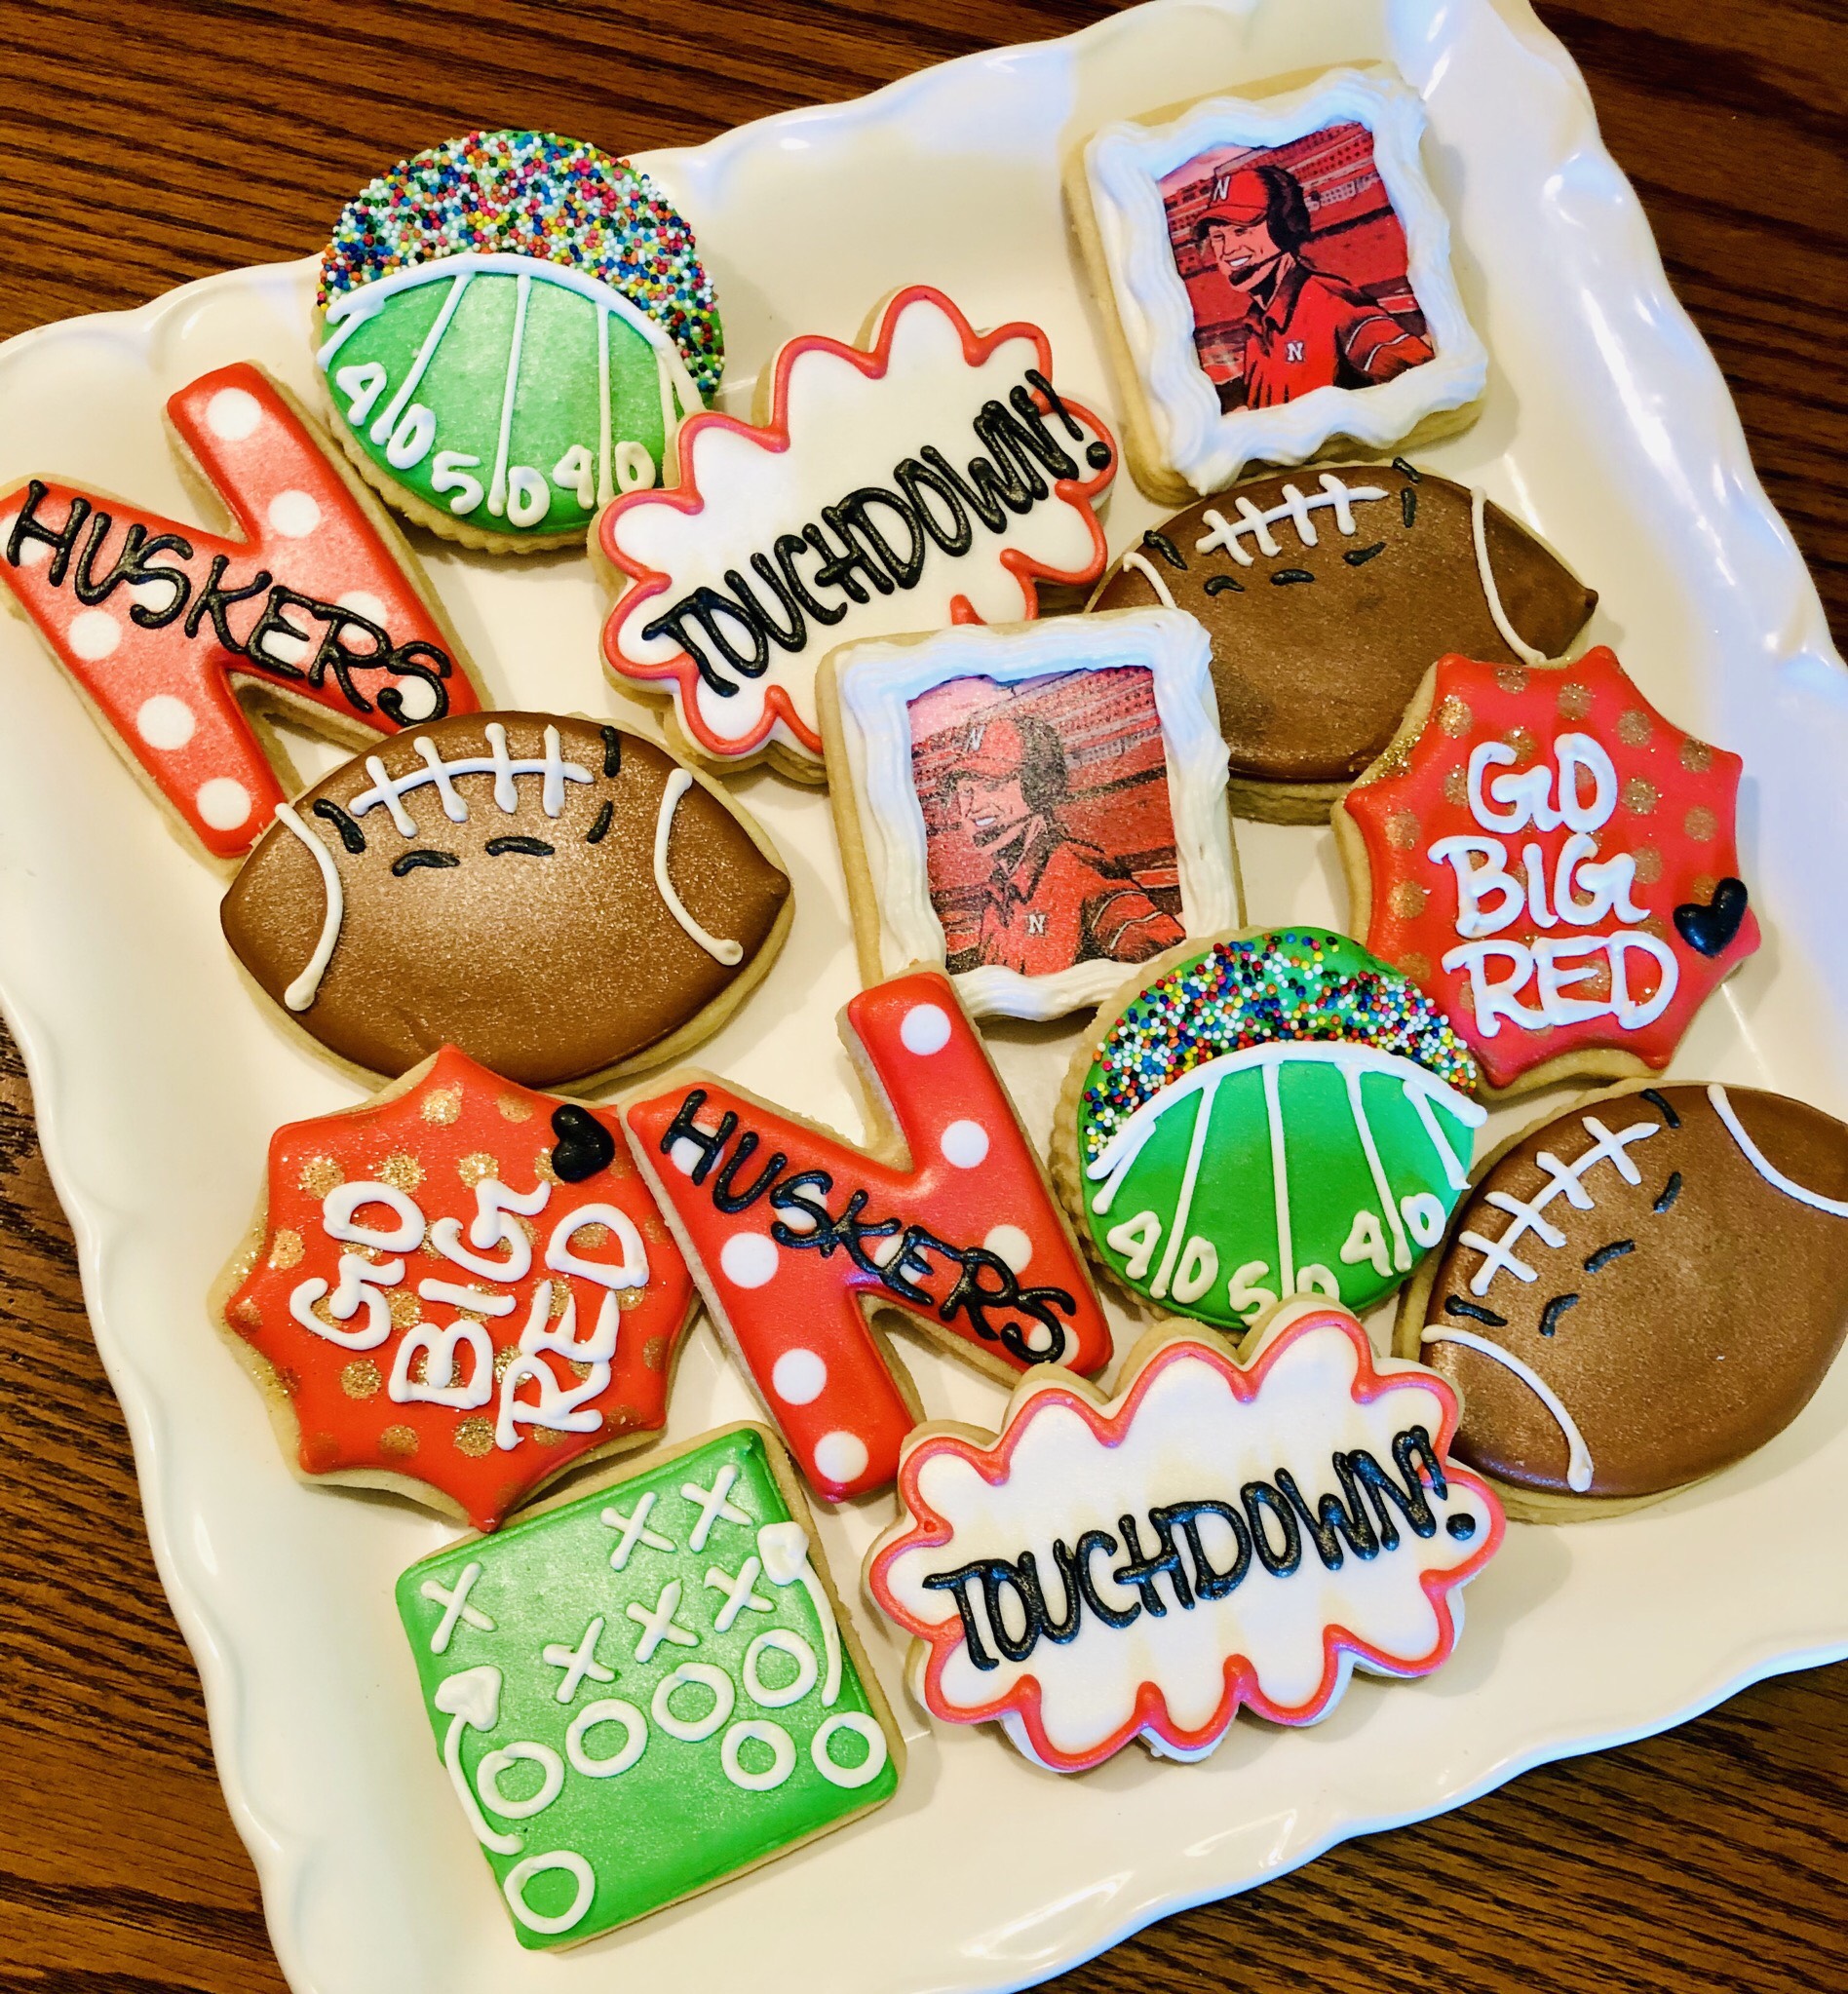 N
N
40 50 40
TOUCHDOWN!
HUSKERS
N
N
GO
BIG
RED
GO
BIG
RED
HUSKERS
40 50 40
TOUCHDOWN!
X X
X X X X
O O O O
O O
O